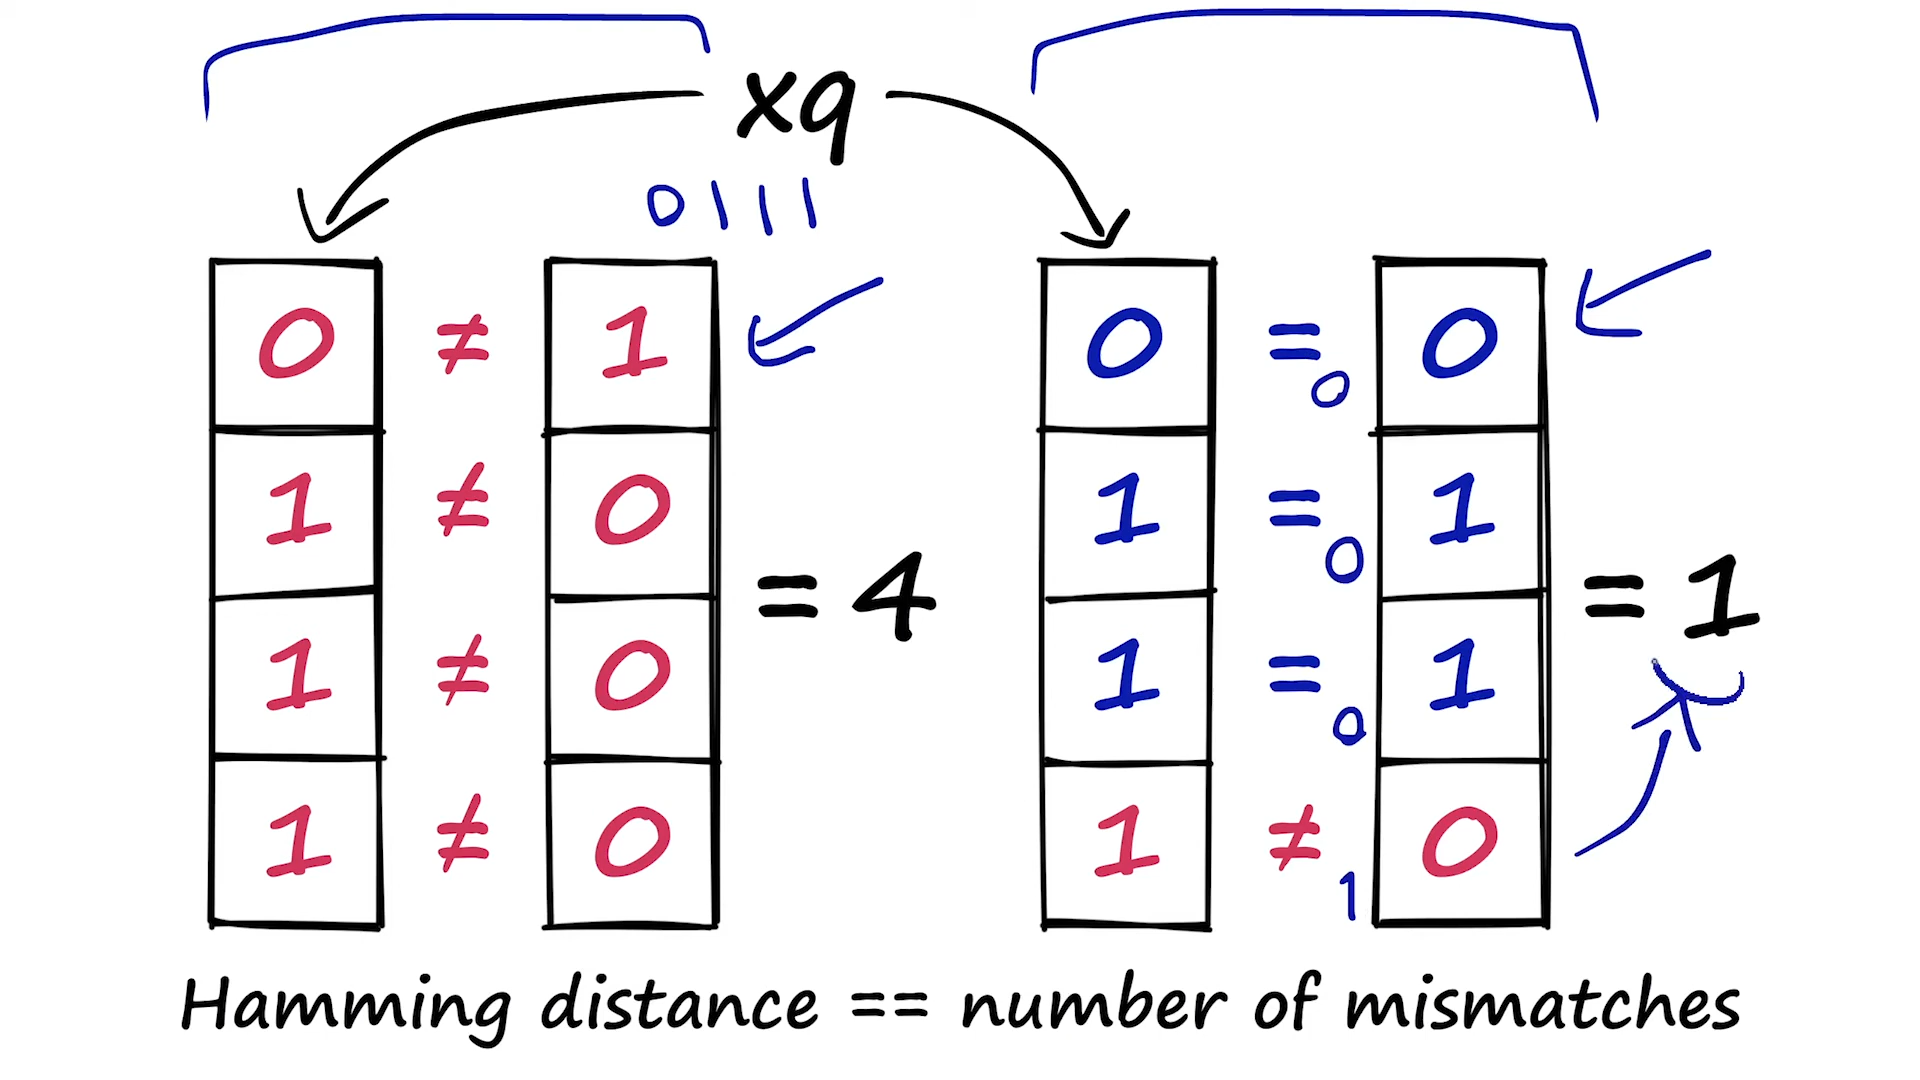 xq
0111
0 ≠ 1 0 = 0 0
1 ≠ 0 1 = 0 1
= 4 = 1
1 ≠ 0 1 = 0 1
1 ≠ 0 1 ≠ 1 0
Hamming distance == number of mismatches